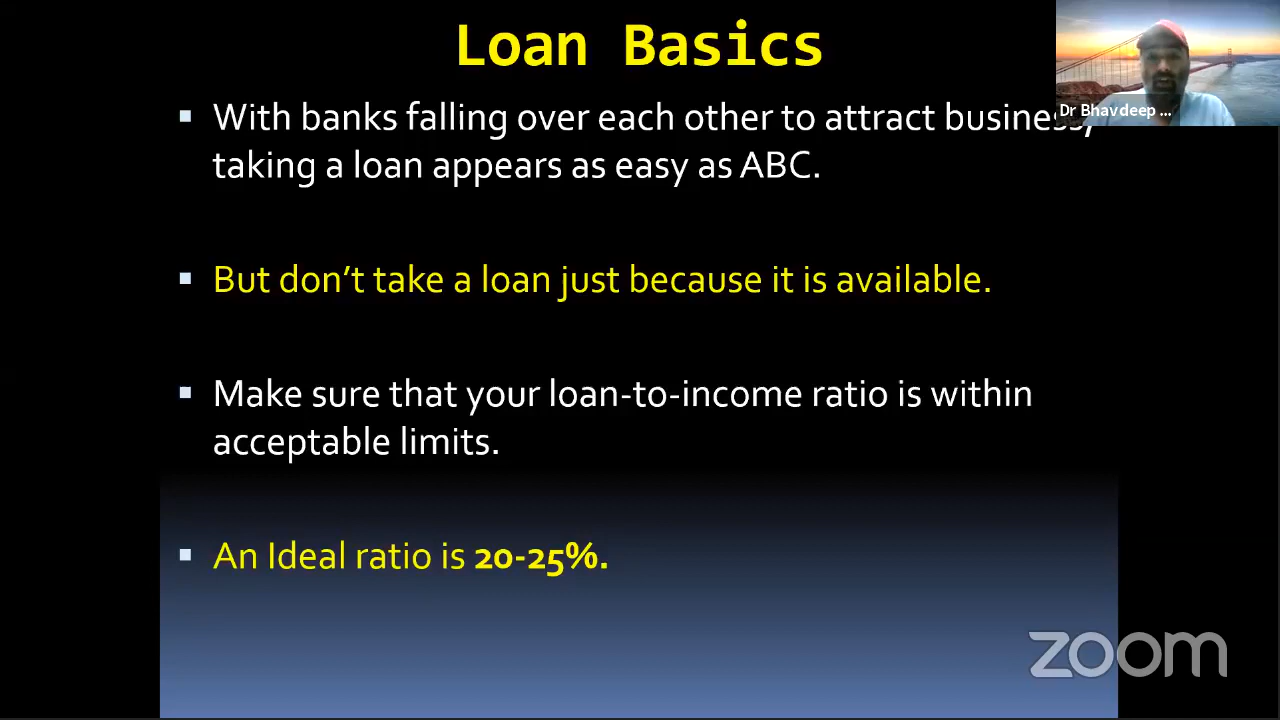 Loan Basics
With banks falling over each other to attract business,
taking a loan appears as easy as ABC.
But don't take a loan just because it is available.
Make sure that your loan-to-income ratio is within
acceptable limits.
An Ideal ratio is 20-25%.
Dr Bhavdeep ...
zoom